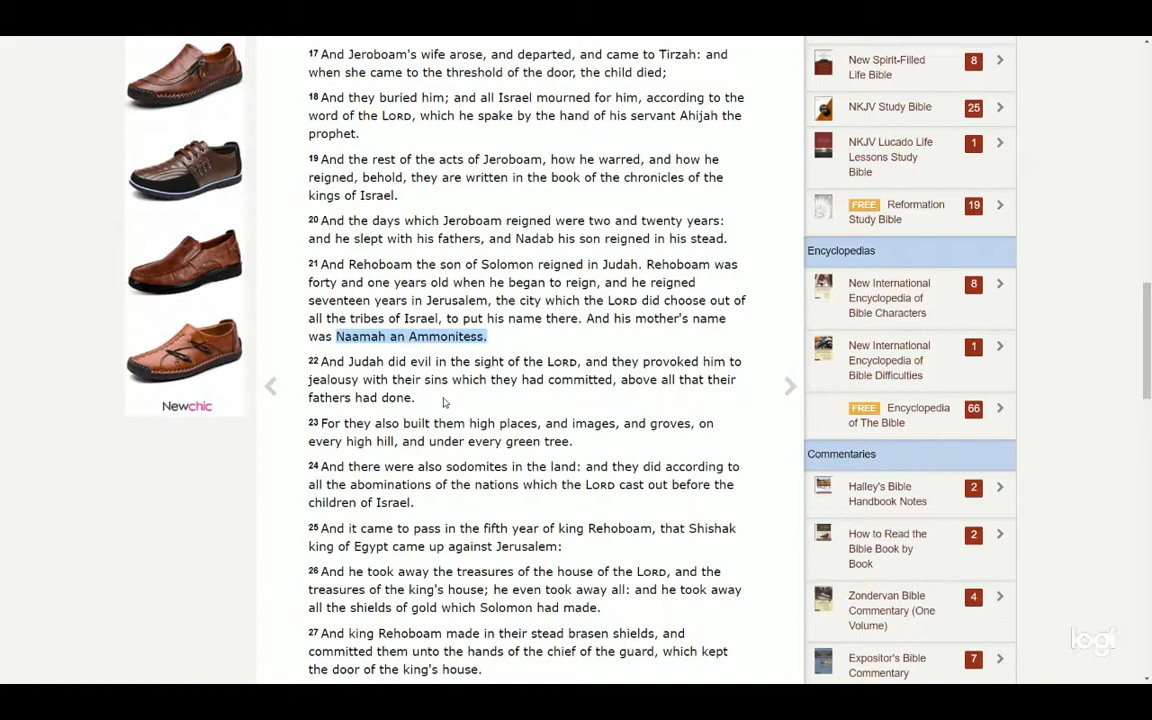 17 And Jeroboam's wife arose, and departed, and came to Tirzah: and
when she came to the threshold of the door, the child died;
18 And they buried him; and all Israel mourned for him, according to the
word of the LORD, which he spake by the hand of his servant Ahijah the
prophet.
19 And the rest of the acts of Jeroboam, how he warred, and how he
reigned, behold, they are written in the book of the chronicles of the
kings of Israel.
20 And the days which Jeroboam reigned were two and twenty years:
and he slept with his fathers, and Nadab his son reigned in his stead.
21 And Rehoboam the son of Solomon reigned in Judah. Rehoboam was
forty and one years old when he began to reign, and he reigned
seventeen years in Jerusalem, the city which the LORD did choose out of
all the tribes of Israel, to put his name there. And his mother's name
was Naamah an Ammonitess.
22 And Judah did evil in the sight of the LORD, and they provoked him to
jealousy with their sins which they had committed, above all that their
fathers had done.
23 For they also built them high places, and images, and groves, on
every high hill, and under every green tree.
24 And there were also sodomites in the land: and they did according to
all the abominations of the nations which the LORD cast out before the
children of Israel.
25 And it came to pass in the fifth year of king Rehoboam, that Shishak
king of Egypt came up against Jerusalem:
26 And he took away the treasures of the house of the LORD, and the
treasures of the king's house; he even took away all: and he took away
all the shields of gold which Solomon had made.
27 And king Rehoboam made in their stead brasen shields, and
committed them unto the hands of the chief of the guard, which kept
the door of the king's house.
Newchic
New Spirit-Filled 8
Life Bible
NKJV Study Bible 25
NKJV Lucado Life 1
Lessons Study
Bible
FREE Reformation 19
Study Bible
Encyclopedias
New International 8
Encyclopedia of
Bible Characters
New International 1
Encyclopedia of
Bible Difficulties
FREE Encyclopedia 66
of The Bible
Commentaries
Halley's Bible 2
Handbook Notes
How to Read the 2
Bible Book by
Book
Zondervan Bible 4
Commentary (One
Volume)
Expositor's Bible 7
Commentary
logi